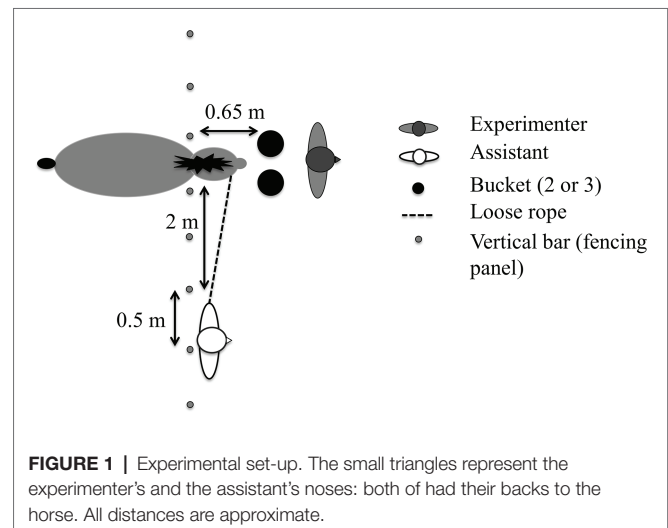 0.65 m
2 m
0.5 m
Experimenter
Assistant
Bucket (2 or 3)
Loose rope
Vertical bar (fencing
panel)
FIGURE 1 | Experimental set-up. The small triangles represent the
experimenter's and the assistant's noses: both of had their backs to the
horse. All distances are approximate.